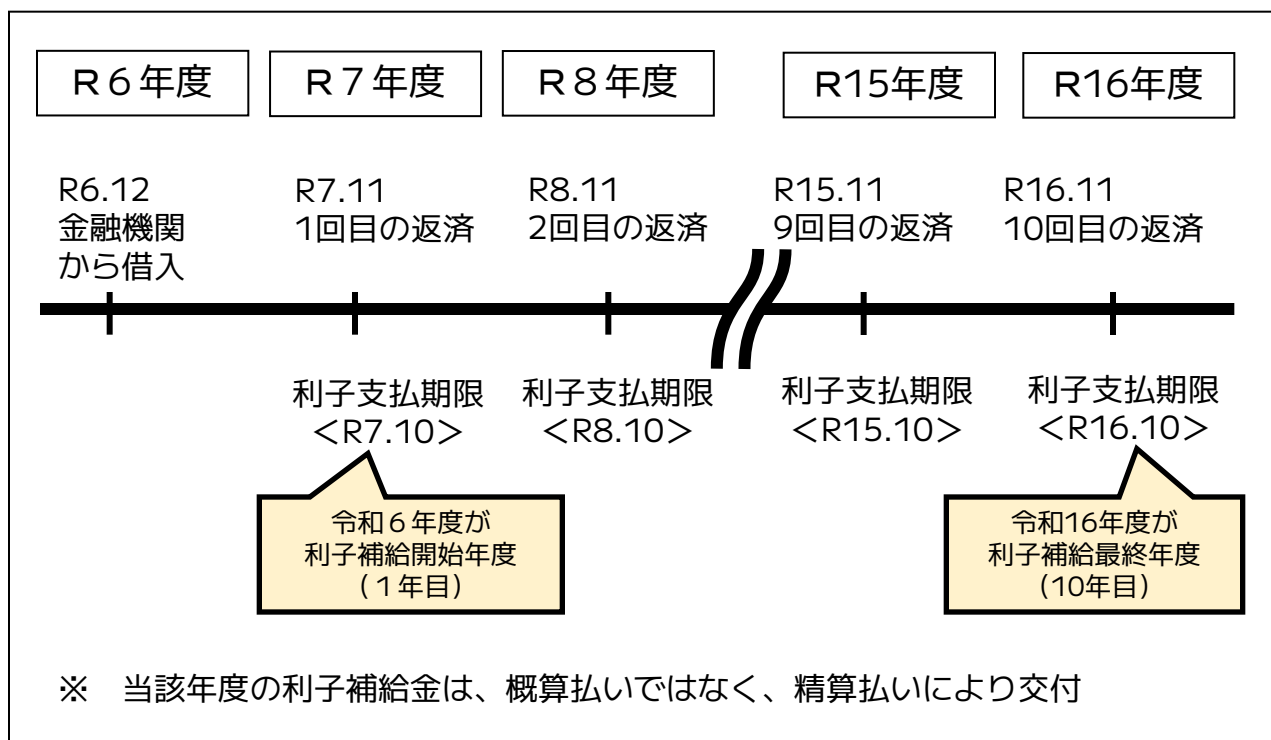 R6年度
R7年度
R8年度
R15年度
R16年度
R6.12
金融機関
から借入
R7.11
1回目の返済
R8.11
2回目の返済
R15.11
9回目の返済
R16.11
10回目の返済
利子支払期限
<R7.10>
利子支払期限
<R8.10>
利子支払期限
<R15.10>
利子支払期限
<R16.10>
令和6年度が
利子補給開始年度
(1年目)
令和16年度が
利子補給最終年度
(10年目)
※ 当該年度の利子補給金は、概算払いではなく、精算払いにより交付